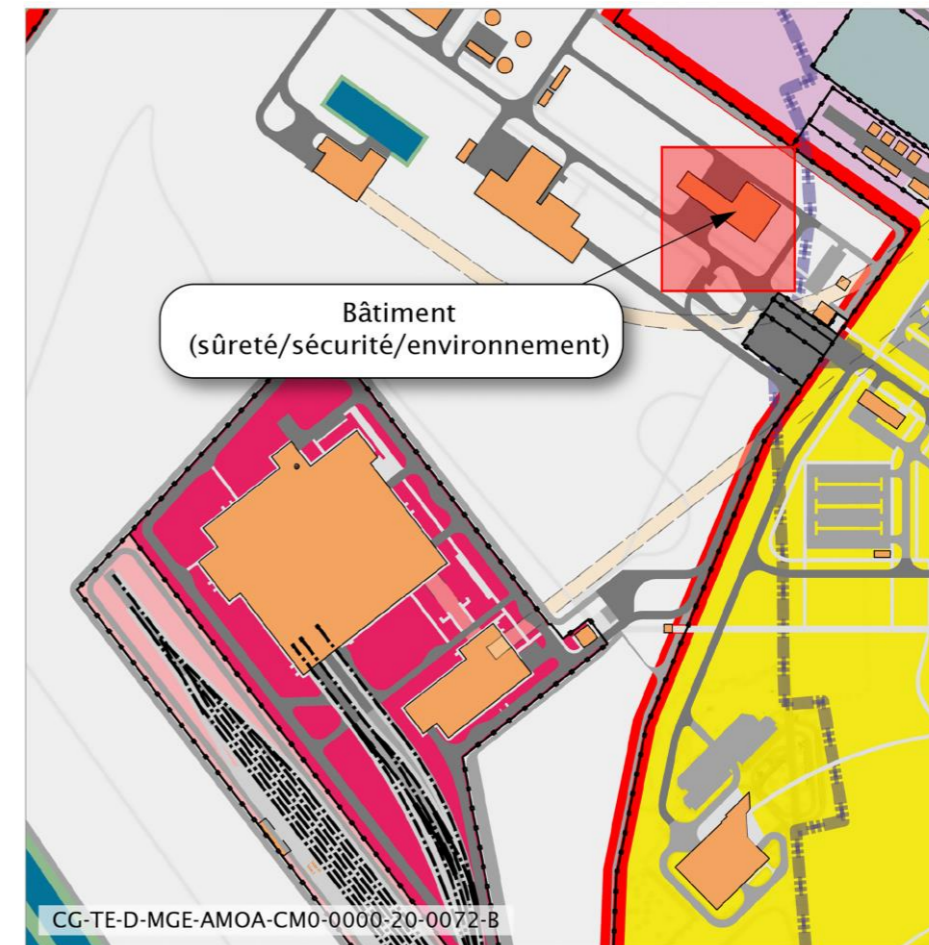 Bâtiment
(sûreté/sécurité/environnement)
CG-TE-D-MGE-AMOA-CM0-0000-20-0072-B